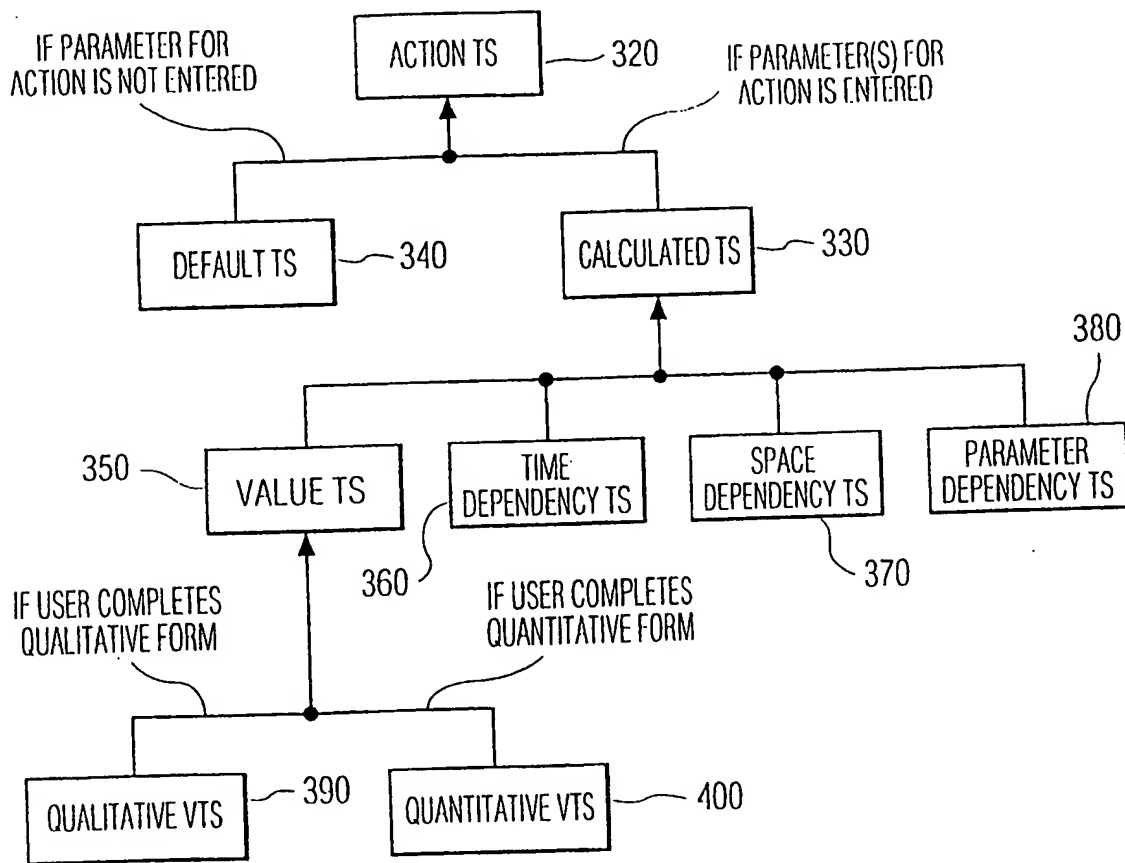 IF PARAMETER FOR
ACTION IS NOT ENTERED
ACTION TS
320
IF PARAMETER(S) FOR
ACTION IS ENTERED
DEFAULT TS
340
CALCULATED TS
330
380
350
VALUE TS
TIME
DEPENDENCY TS
SPACE
DEPENDENCY TS
PARAMETER
DEPENDENCY TS
360
370
IF USER COMPLETES
QUALITATIVE FORM
IF USER COMPLETES
QUANTITATIVE FORM
QUALITATIVE VTS
390
QUANTITATIVE VTS
400